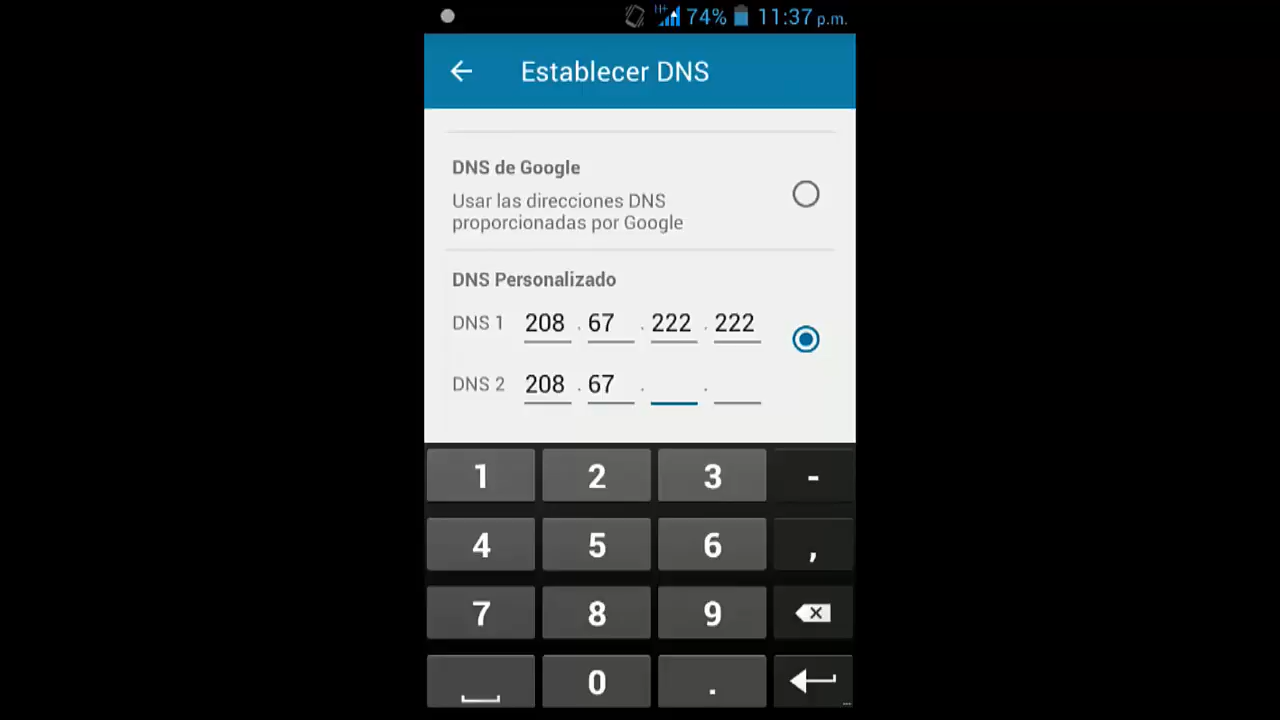 H+ 74% 11:37 p.m.
Establecer DNS
DNS de Google
Usar las direcciones DNS
proporcionadas por Google
DNS Personalizado
DNS 1 208 . 67 . 222 . 222
DNS 2 208 . 67 . .
1 2 3 -
4 5 6 ,
7 8 9
0 .